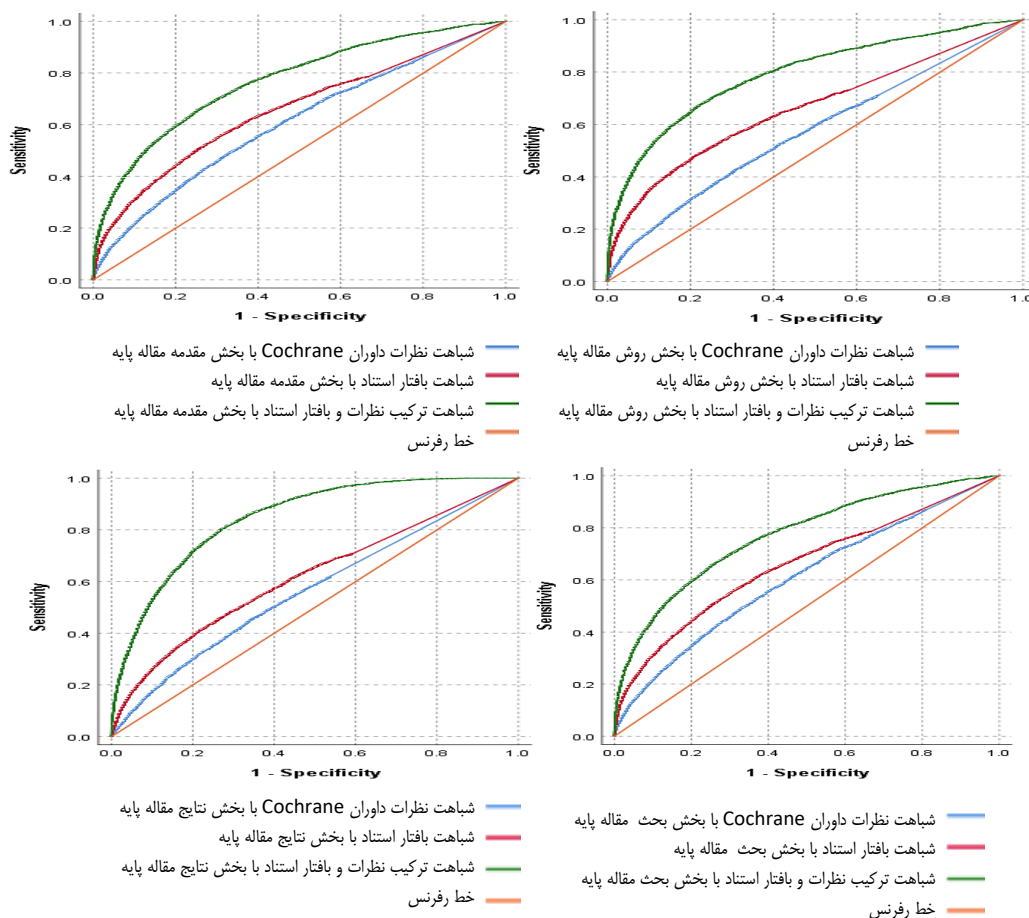 1.0
0.8
0.6
0.4
0.2
0.0
Sensitivity
0.0 0.2 0.4 0.6 0.8 1.0
1 - Specificity
شباهت نظرات داوران Cochrane با بخش مقدمه مقاله پایه
شباهت بافتار استناد با بخش مقدمه مقاله پایه
شباهت ترکیب نظرات و بافتار استناد با بخش مقدمه مقاله پایه
خط رفرنس
1.0
0.8
0.6
0.4
0.2
0.0
Sensitivity
0.0 0.2 0.4 0.6 0.8 1.0
1 - Specificity
شباهت نظرات داوران Cochrane با بخش روش مقاله پایه
شباهت بافتار استناد با بخش روش مقاله پایه
شباهت ترکیب نظرات و بافتار استناد با بخش روش مقاله پایه
خط رفرنس
1.0
0.8
0.6
0.4
0.2
0.0
Sensitivity
0.0 0.2 0.4 0.6 0.8 1.0
1 - Specificity
شباهت نظرات داوران Cochrane با بخش نتایج مقاله پایه
شباهت بافتار استناد با بخش نتایج مقاله پایه
شباهت ترکیب نظرات و بافتار استناد با بخش نتایج مقاله پایه
خط رفرنس
1.0
0.8
0.6
0.4
0.2
0.0
Sensitivity
0.0 0.2 0.4 0.6 0.8 1.0
1 - Specificity
شباهت نظرات داوران Cochrane با بخش بحث مقاله پایه
شباهت بافتار استناد با بخش بحث مقاله پایه
شباهت ترکیب نظرات و بافتار استناد با بخش بحث مقاله پایه
خط رفرنس